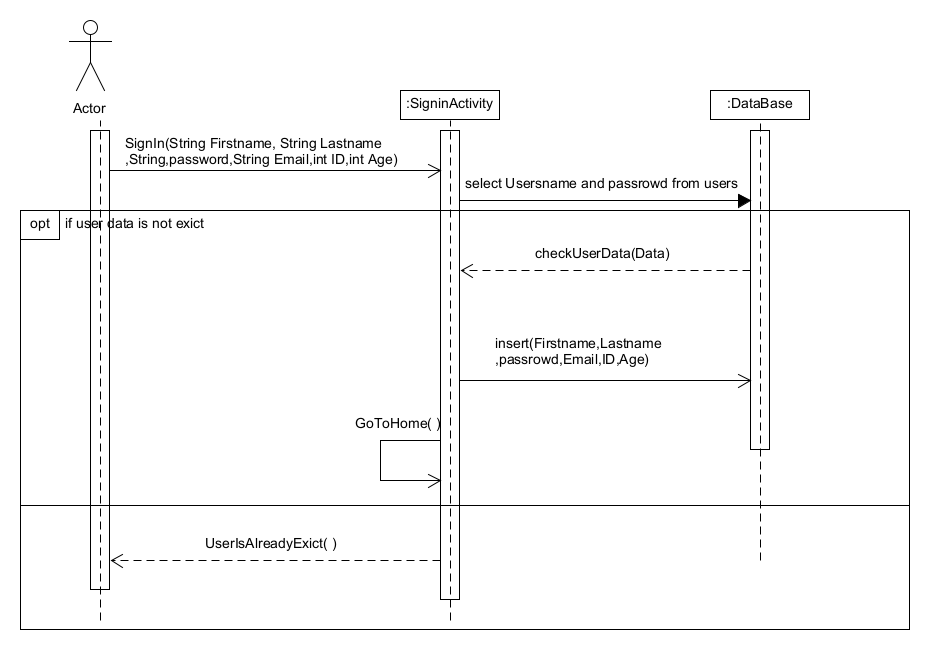 Actor
:SigninActivity
:DataBase
SignIn(String Firstname, String Lastname
,String,password,String Email,int ID,int Age)
select Usersname and passrowd from users
opt
if user data is not exict
checkUserData(Data)
insert(Firstname,Lastname
,passrowd,Email,ID,Age)
GoToHome( )
UserIsAlreadyExict( )